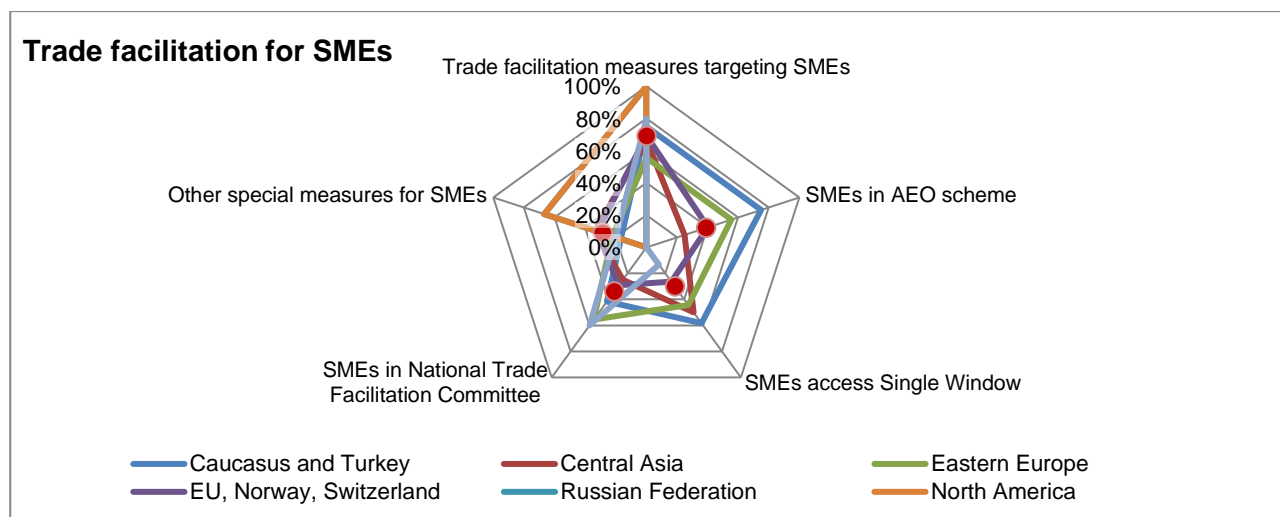 Trade facilitation for SMEs
Trade facilitation measures targeting SMEs
100%
80%
60%
40%
20%
0%
Other special measures for SMEs
SMEs in AEO scheme
SMEs in National Trade
Facilitation Committee
SMEs access Single Window
Caucasus and Turkey
Central Asia
Eastern Europe
EU, Norway, Switzerland
Russian Federation
North America